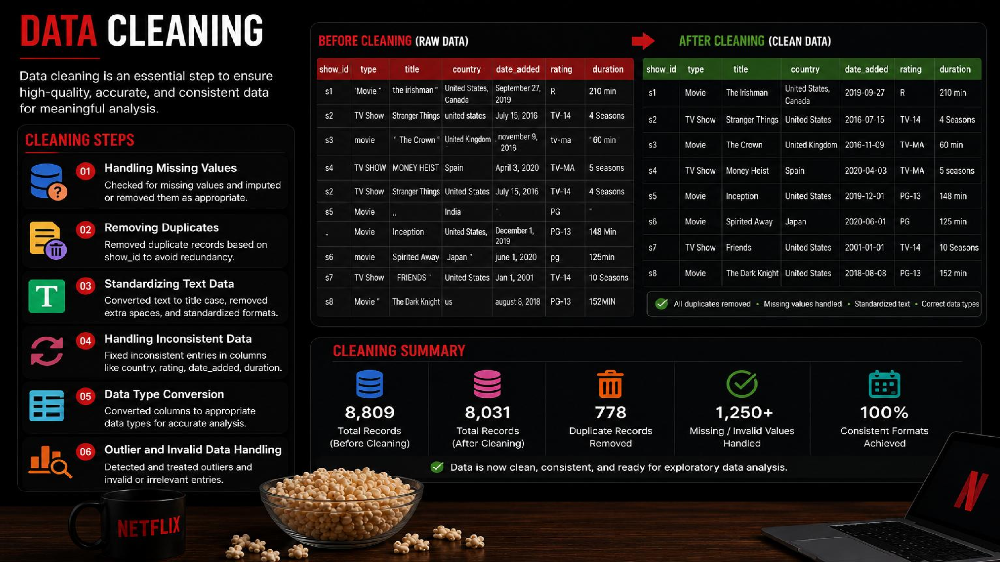 DATA CLEANING
Data cleaning is an essential step to ensure
high-quality, accurate, and consistent data
for meaningful analysis.
CLEANING STEPS
01 Handling Missing Values
Checked for missing values and imputed
or removed them as appropriate.
02 Removing Duplicates
Removed duplicate records based on
show_id to avoid redundancy.
03 Standardizing Text Data
Converted text to title case, removed
extra spaces, and standardized formats.
04 Handling Inconsistent Data
Fixed inconsistent entries in columns
like country, rating, date_added, duration.
05 Data Type Conversion
Converted columns to appropriate
data types for accurate analysis.
06 Outlier and Invalid Data Handling
Detected and treated outliers and
invalid or irrelevant entries.
BEFORE CLEANING (RAW DATA)
show_id type title country date_added rating duration
s1 'Movie " the irishman " United States, Canada September 27, 2019 R 210 min
s2 TV Show Stranger Things united states July 15, 2016 TV-14 4 Seasons
s3 movie " The Crown " United Kingdom november 9, 2016 tv-ma " 60 min
s4 TV SHOW MONEY HEIST Spain April 3, 2020 TV-MA 5 seasons
s2 TV Show Stranger Things United States July 15, 2016 TV-14 4 Seasons
s5 Movie ,, India " PG "
.. Movie Inception United States, December 1, 2019 PG-13 148 Min
s6 movie Spirited Away Japan " june 1, 2020 pg 125min
s7 TV Show FRIENDS " United States Jan 1, 2001 TV-14 10 Seasons
s8 Movie " The Dark Knight us august 8, 2018 PG-13 152MIN
AFTER CLEANING (CLEAN DATA)
show_id type title country date_added rating duration
s1 Movie The Irishman United States, Canada 2019-09-27 R 210 min
s2 TV Show Stranger Things United States 2016-07-15 TV-14 4 Seasons
s3 Movie The Crown United Kingdom 2016-11-09 TV-MA 60 min
s4 TV Show Money Heist Spain 2020-04-03 TV-MA 5 seasons
s5 Movie Inception United States 2019-12-01 PG-13 148 min
s6 Movie Spirited Away Japan 2020-06-01 PG 125 min
s7 TV Show Friends United States 2001-01-01 TV-14 10 Seasons
s8 Movie The Dark Knight United States 2018-08-08 PG-13 152 min
All duplicates removed • Missing values handled • Standardized text • Correct data types
CLEANING SUMMARY
8,809
Total Records
(Before Cleaning)
8,031
Total Records
(After Cleaning)
778
Duplicate Records
Removed
1,250+
Missing / Invalid Values
Handled
100%
Consistent Formats
Achieved
Data is now clean, consistent, and ready for exploratory data analysis.
NETFLIX
N